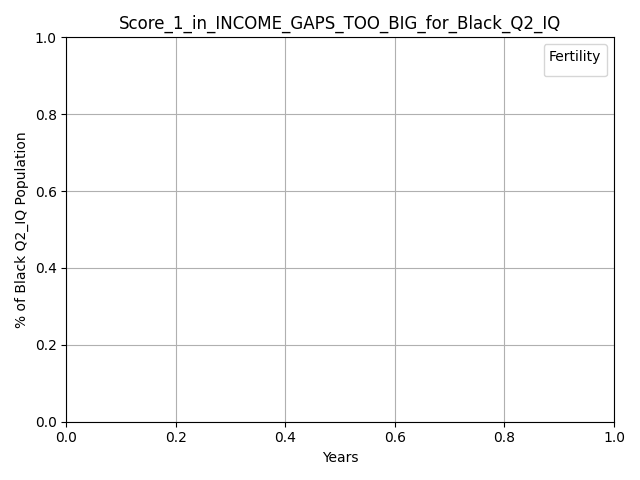 Score_1_in_INCOME_GAPS_TOO_BIG_for_Black_Q2_IQ
Fertility
% of Black Q2_IQ Population
1.0
0.8
0.6
0.4
0.2
0.0
0.0 0.2 0.4 0.6 0.8 1.0
Years